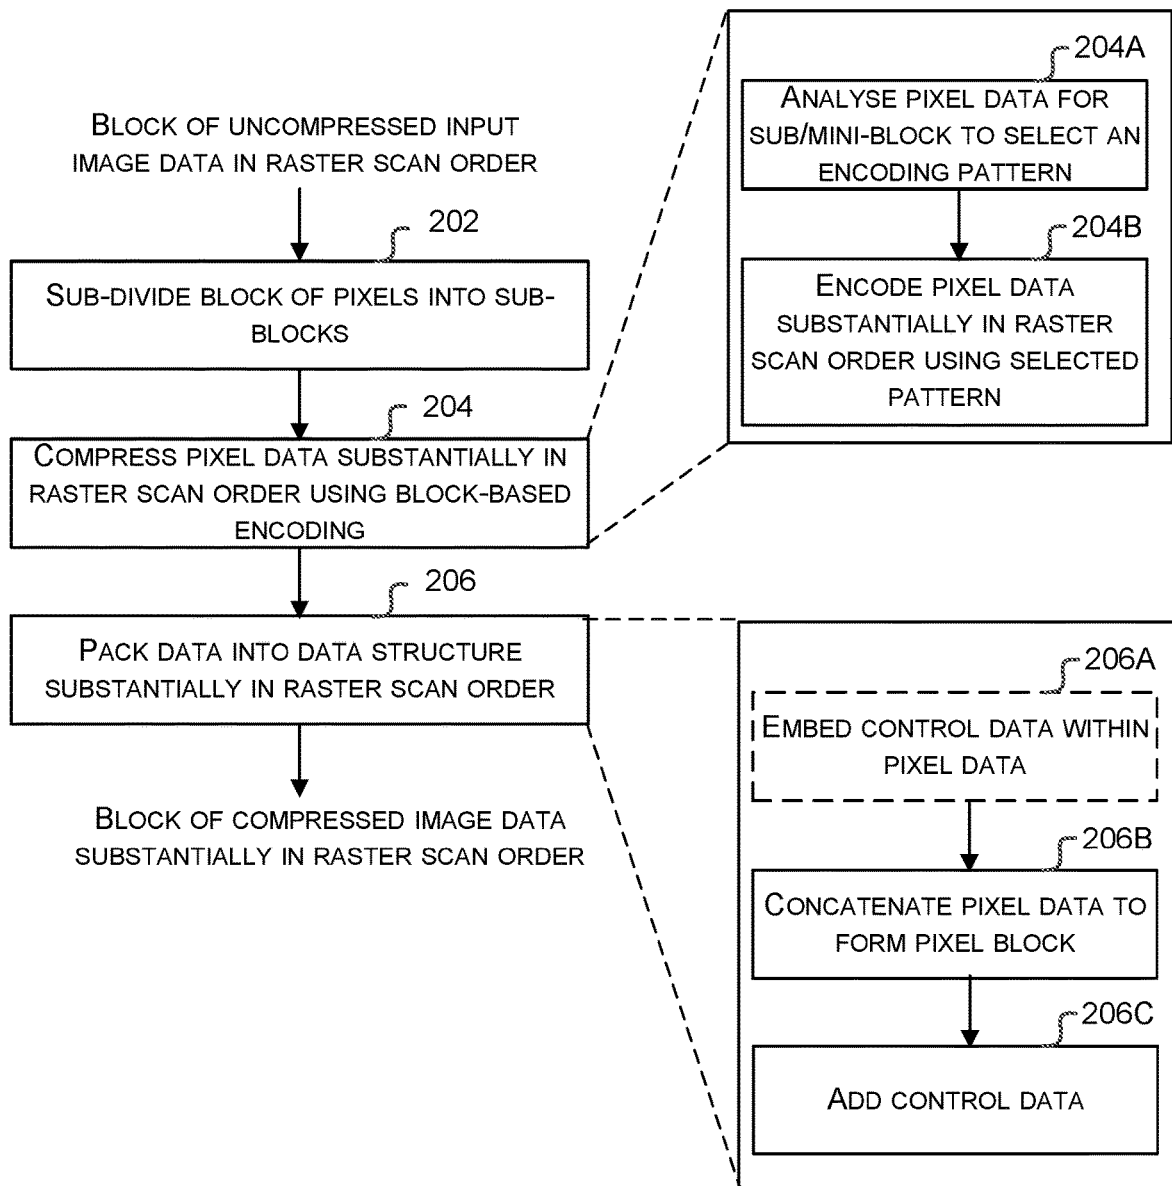 BLOCK OF UNCOMPRESSED INPUT
IMAGE DATA IN RASTER SCAN ORDER
202
SUB-DIVIDE BLOCK OF PIXELS INTO SUB-
BLOCKS
204
COMPRESS PIXEL DATA SUBSTANTIALLY IN
RASTER SCAN ORDER USING BLOCK-BASED
ENCODING
206
PACK DATA INTO DATA STRUCTURE
SUBSTANTIALLY IN RASTER SCAN ORDER
BLOCK OF COMPRESSED IMAGE DATA
SUBSTANTIALLY IN RASTER SCAN ORDER
204A
ANALYSE PIXEL DATA FOR
SUB/MINI-BLOCK TO SELECT AN
ENCODING PATTERN
204B
ENCODE PIXEL DATA
SUBSTANTIALLY IN RASTER
SCAN ORDER USING SELECTED
PATTERN
206A
EMBED CONTROL DATA WITHIN
PIXEL DATA
206B
CONCATENATE PIXEL DATA TO
FORM PIXEL BLOCK
206C
ADD CONTROL DATA